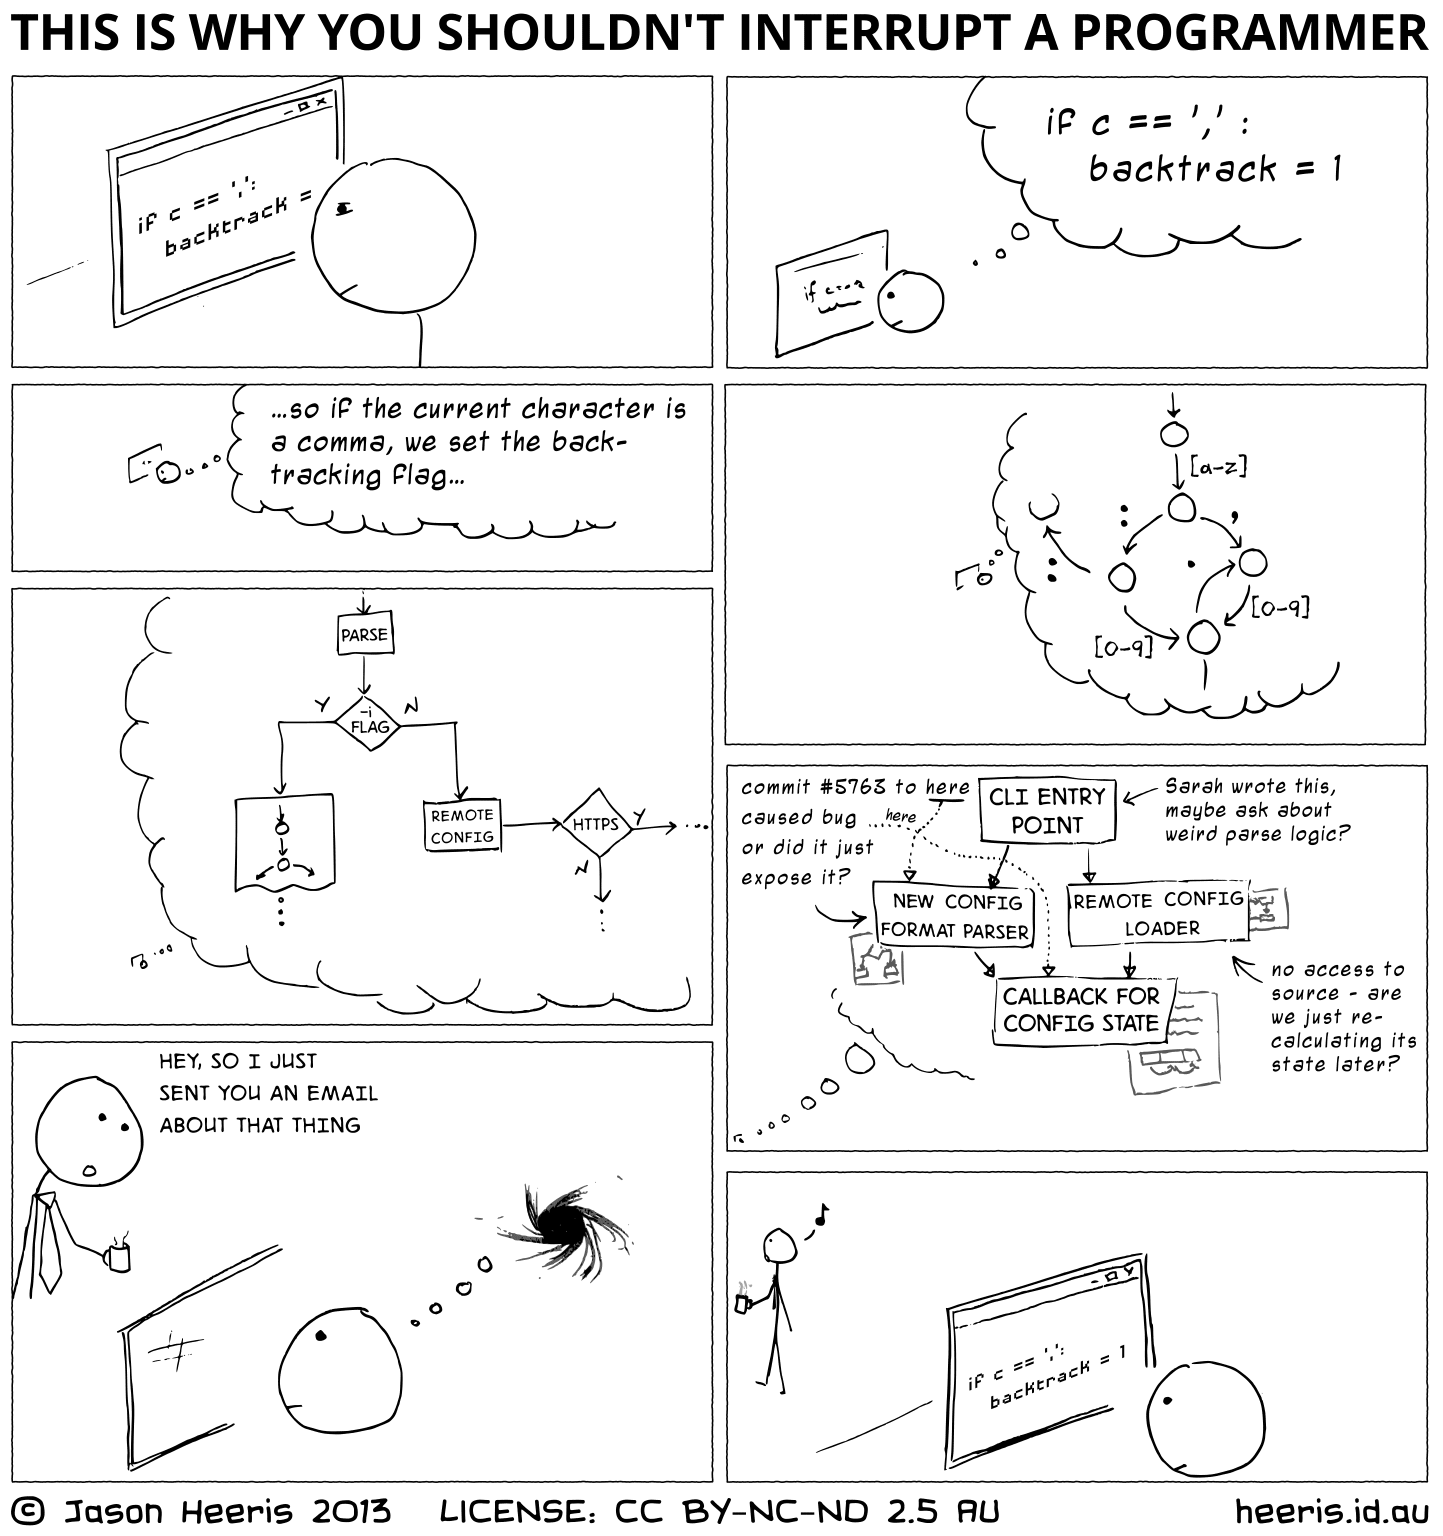 THIS IS WHY YOU SHOULDN'T INTERRUPT A PROGRAMMER
if c == ',':
backtrack =
if c == ',' :
backtrack = 1
if c==
...so if the current character is
a comma, we set the back-
tracking flag...
[a-z]
:
,
:
.
[0-9]
[0-9]
PARSE
Y
N
-i
FLAG
REMOTE
CONFIG
HTTPS
Y
N
commit #5763 to here
caused bug ... here
or did it just
expose it?
CLI ENTRY
POINT
Sarah wrote this,
maybe ask about
weird parse logic?
NEW CONFIG
FORMAT PARSER
REMOTE CONFIG
LOADER
CALLBACK FOR
CONFIG STATE
no access to
source - are
we just re-
calculating its
state later?
HEY, SO I JUST
SENT YOU AN EMAIL
ABOUT THAT THING
if c == ',':
backtrack = 1
© Jason Heeris 2013 LICENSE: CC BY-NC-ND 2.5 AU heeris.id.au